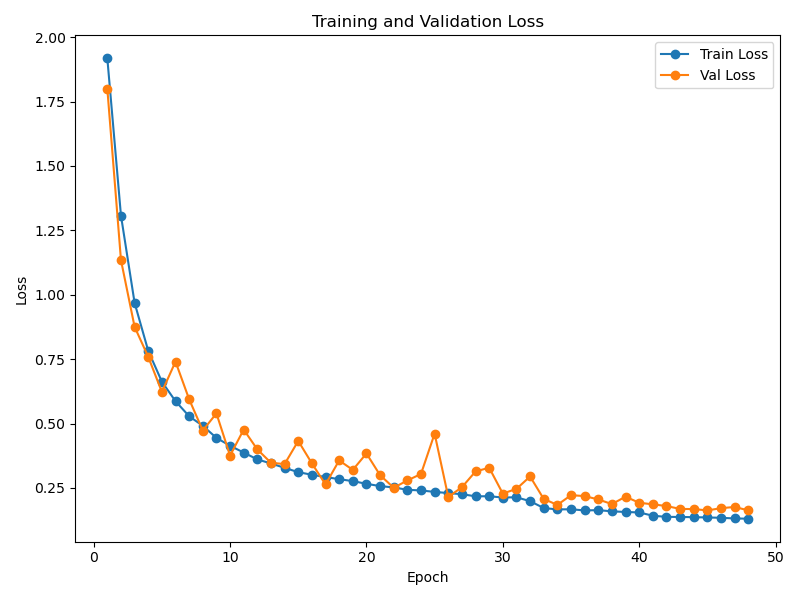 Training and Validation Loss
Train Loss
Val Loss
2.00
1.75
1.50
1.25
1.00
0.75
0.50
0.25
Loss
0 10 20 30 40 50
Epoch